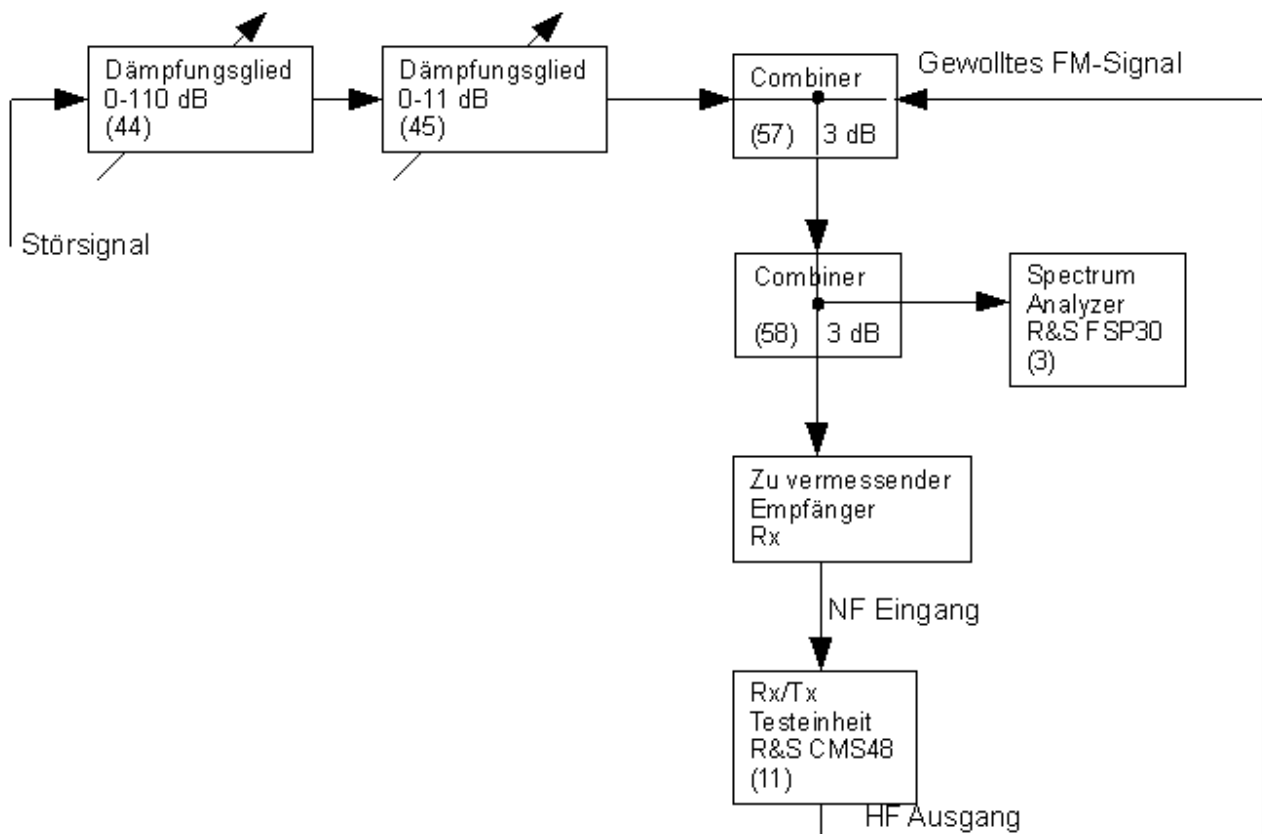 Dämpfungsglied
0-110 dB
(44)
Dämpfungsglied
0-11 dB
(45)
Combiner
(57) 3 dB
Gewolltes FM-Signal
Störsignal
Combiner
(58) 3 dB
Spectrum
Analyzer
R&S FSP30
(3)
Zu vermessender
Empfänger
Rx
NF Eingang
Rx/Tx
Testeinheit
R&S CMS48
(11)
HF Ausgang